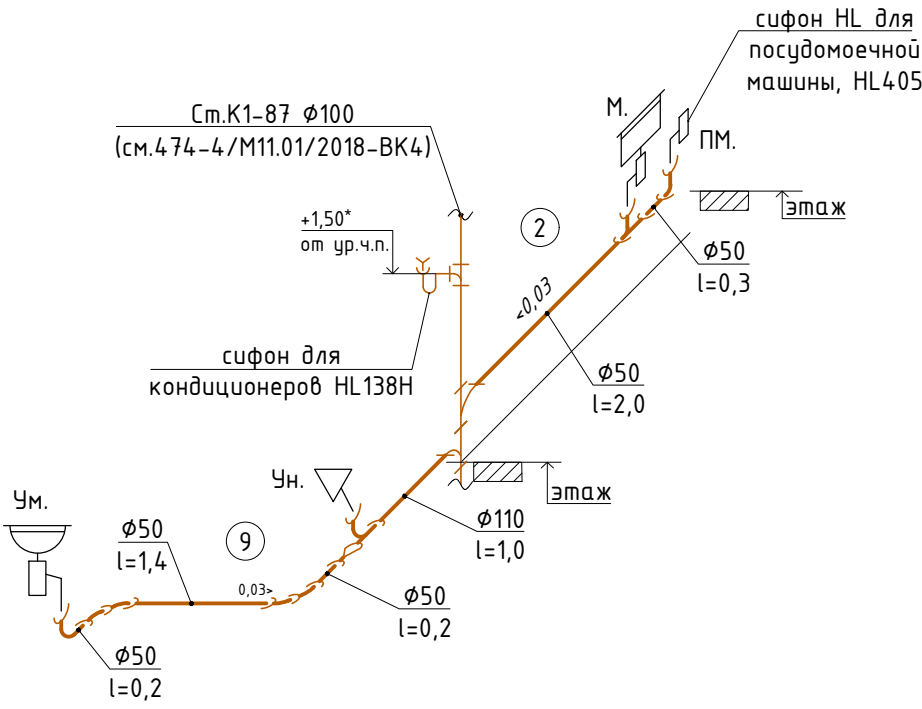 сифон HL для
посудомоечной
машины, HL405
Ст.К1-87 Ф100
(см.474-4/М11.01/2018-ВК4)
М.
ПМ.
+1,50*
от ур.ч.п.
2
этаж
Ф50
l=0,3
<0,03
сифон для
кондиционеров HL138H
Ф50
l=2,0
Ум.
Ун.
этаж
Ф50
l=1,4
9
Ф110
l=1,0
0,03>
Ф50
l=0,2
Ф50
l=0,2